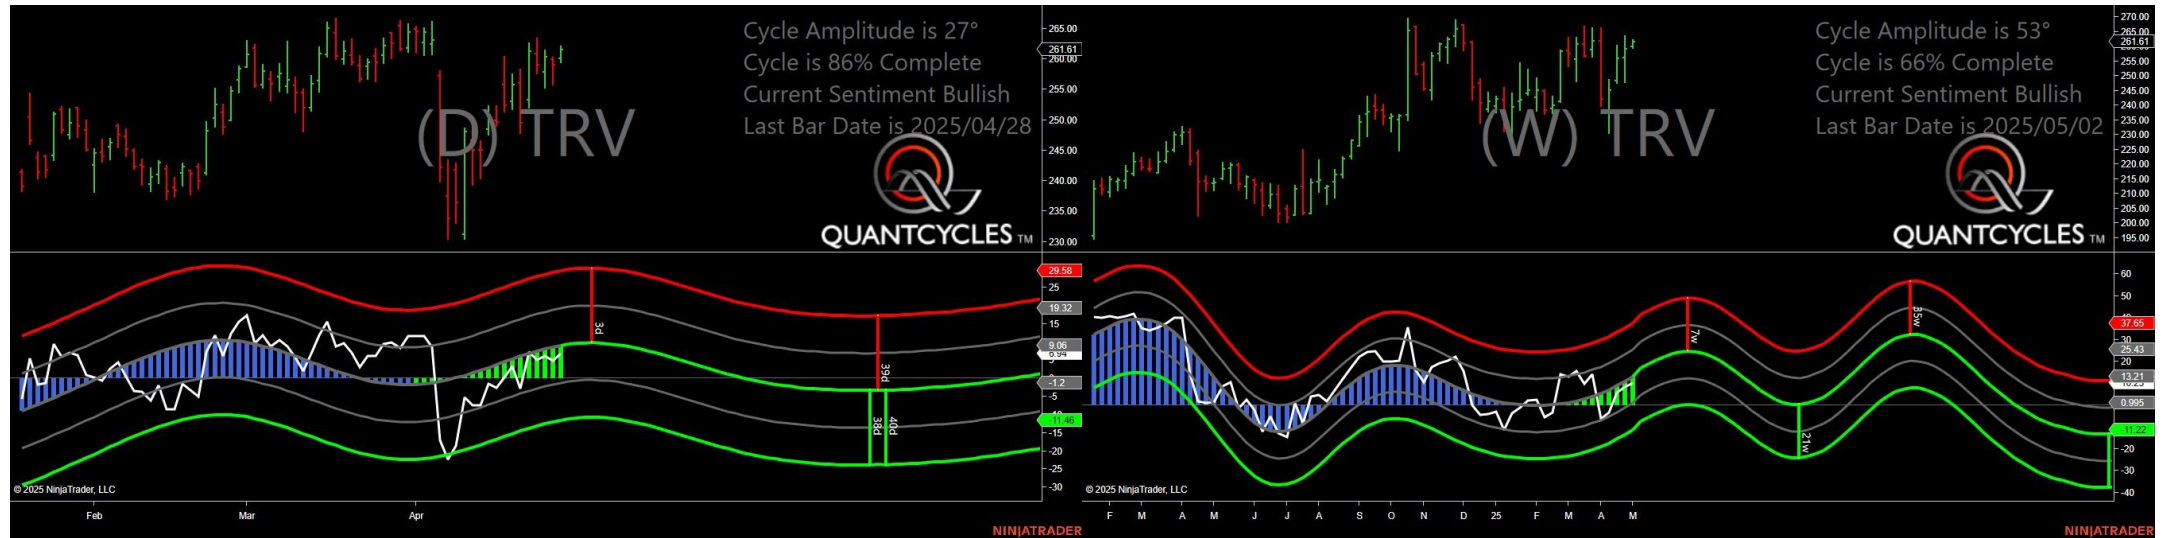 Cycle Amplitude is 27°
Cycle is 86% Complete
Current Sentiment Bullish
Last Bar Date is 2025/04/28
(D) TRV
QUANTCYCLES TM
265.00
261.61
260.00
255.00
250.00
245.00
240.00
235.00
230.00
29.58
25
19.32
15
9.06
6.94
-1.2
-5
-11.46
-15
-20
-25
-30
3d
39d
38d
40d
© 2025 NinjaTrader, LLC
Feb
Mar
Apr
NINJATRADER
Cycle Amplitude is 53°
Cycle is 66% Complete
Current Sentiment Bullish
Last Bar Date is 2025/05/02
(W) TRV
QUANTCYCLES TM
270.00
265.00
261.61
255.00
250.00
245.00
240.00
235.00
230.00
225.00
220.00
215.00
210.00
205.00
200.00
195.00
60
50
37.65
30
25.43
20
13.21
0.995
-11.22
-20
-30
-40
7w
21w
35w
© 2025 NinjaTrader, LLC
F
M
A
M
J
J
A
S
O
N
D
25
F
M
A
M
NINJATRADER